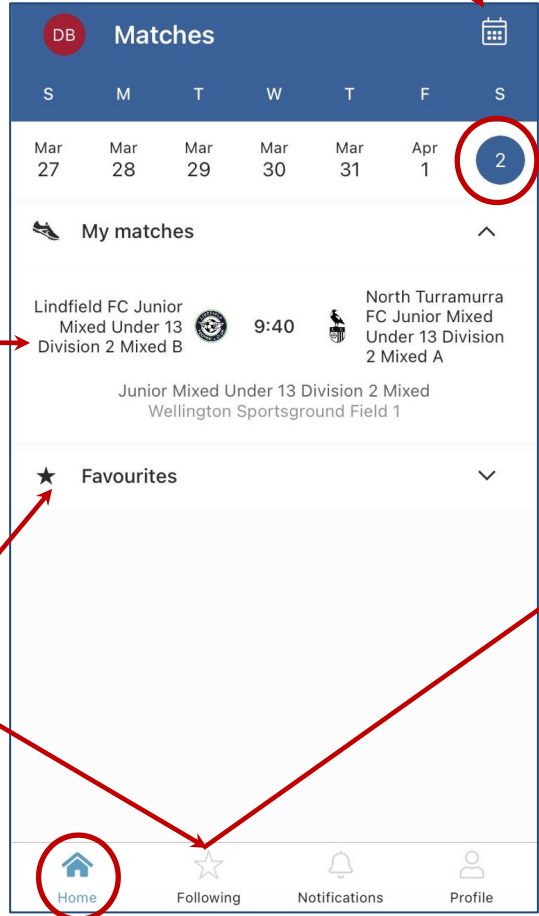 DB Matches
S M T W T F S
Mar Mar Mar Mar Mar Apr
27 28 29 30 31 1 2
My matches
Lindfield FC Junior
Mixed Under 13
Division 2 Mixed B
9:40
North Turramurra
FC Junior Mixed
Under 13 Division
2 Mixed A
Junior Mixed Under 13 Division 2 Mixed
Wellington Sportsground Field 1
Favourites
Home Following Notifications Profile